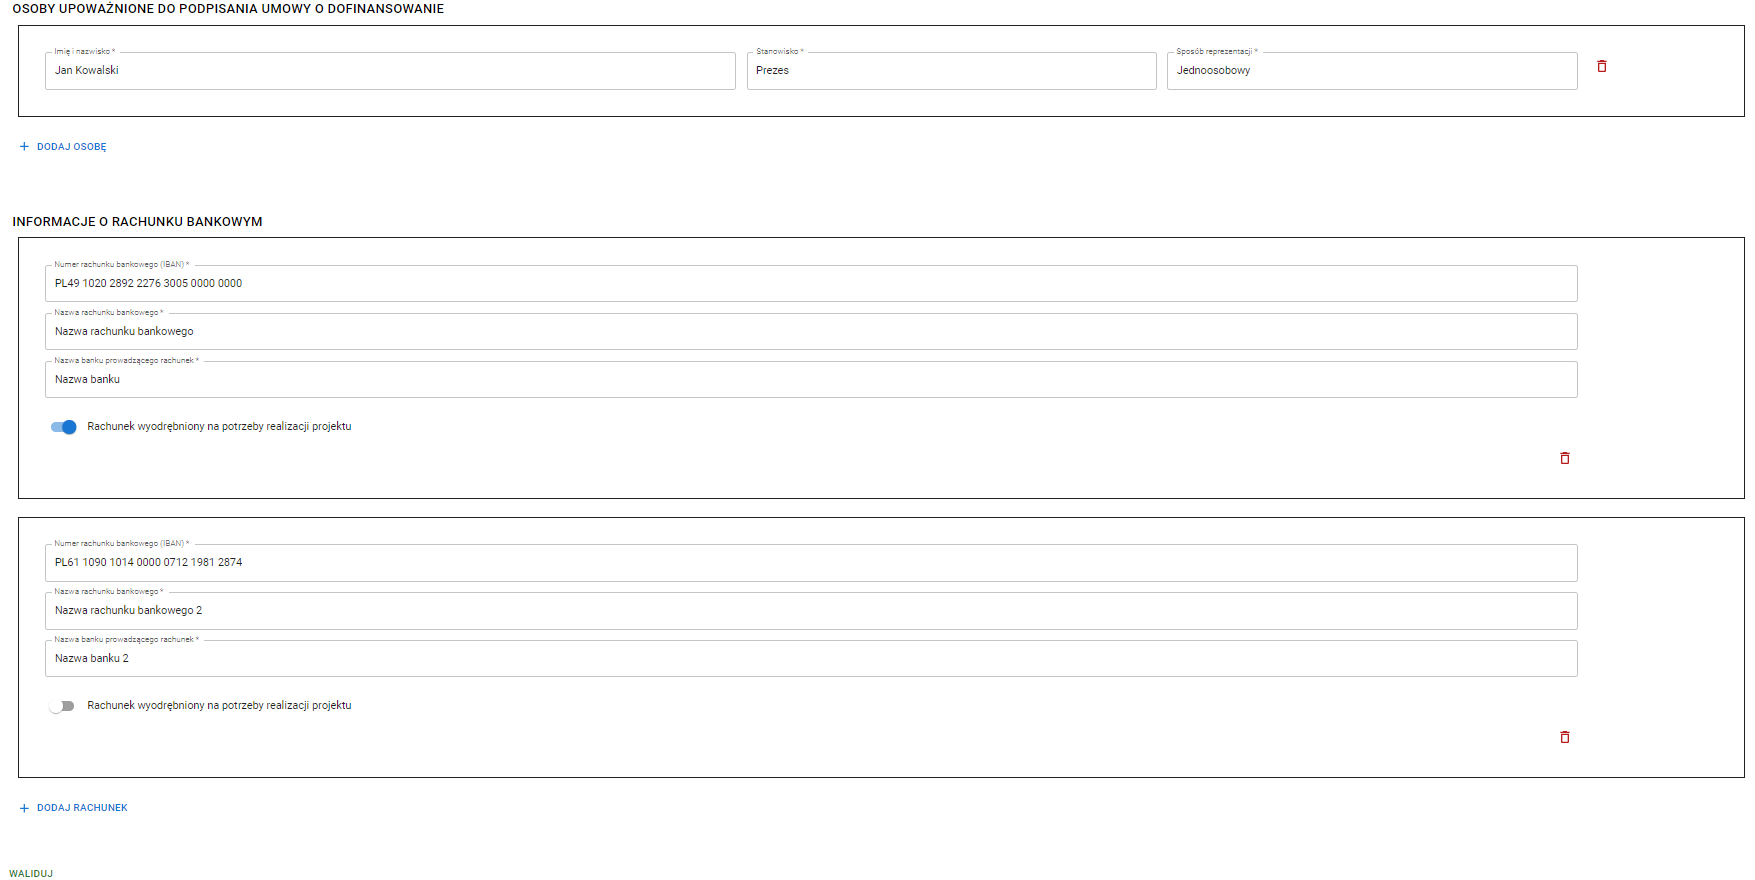 OSOBY UPOWAŻNIONE DO PODPISANIA UMOWY O DOFINANSOWANIE
Imię i nazwisko *
Stanowisko *
Sposób reprezentacji *
Jan Kowalski
Prezes
Jednoosobowy
+ DODAJ OSOBĘ
INFORMACJE O RACHUNKU BANKOWYM
Numer rachunku bankowego (IBAN) *
PL49 1020 2892 2276 3005 0000 0000
Nazwa rachunku bankowego *
Nazwa rachunku bankowego
Nazwa banku prowadzącego rachunek *
Nazwa banku
Rachunek wyodrębniony na potrzeby realizacji projektu
Numer rachunku bankowego (IBAN) *
PL61 1090 1014 0000 0712 1981 2874
Nazwa rachunku bankowego *
Nazwa rachunku bankowego 2
Nazwa banku prowadzącego rachunek *
Nazwa banku 2
Rachunek wyodrębniony na potrzeby realizacji projektu
+ DODAJ RACHUNEK
WALIDUJ